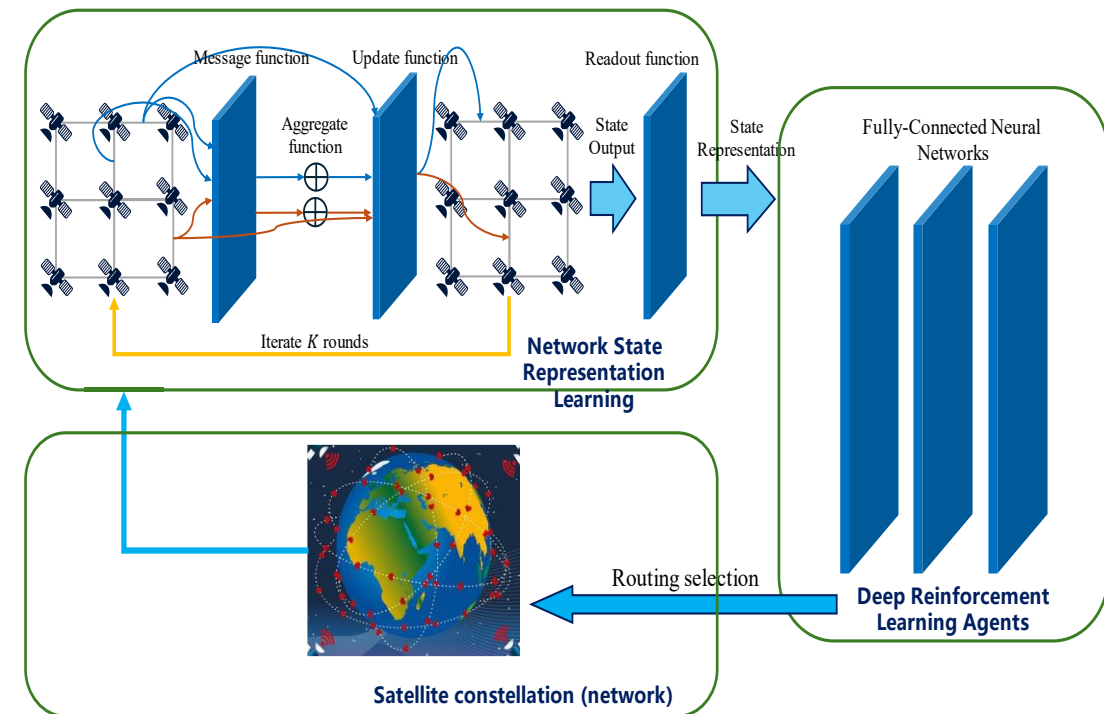 Message function
Update function
Readout function
Aggregate
function
State
Output
State
Representation
Fully-Connected Neural
Networks
Iterate K rounds
Network State
Representation
Learning
Routing selection
Deep Reinforcement
Learning Agents
Satellite constellation (network)